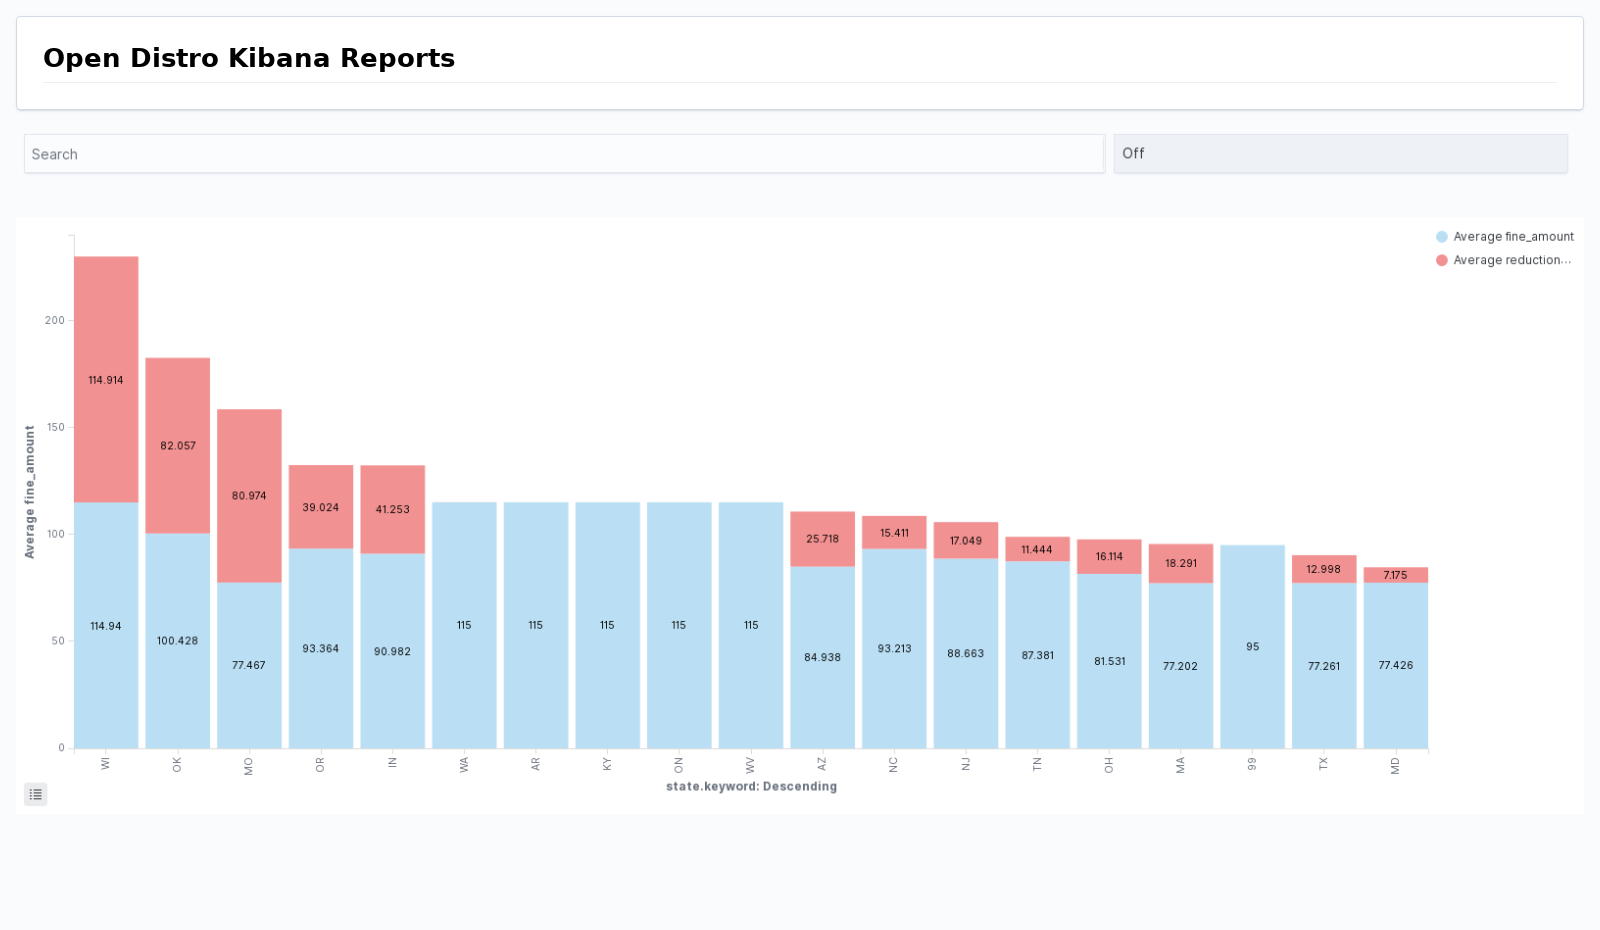 Open Distro Kibana Reports
Search
Off
Average fine_amount
Average reduction…
200
150
100
50
0
Average fine_amount
114.914
82.057
80.974
39.024
41.253
25.718
15.411
17.049
11.444
16.114
18.291
12.998
7.175
114.94
100.428
77.467
93.364
90.982
115
115
115
115
115
84.938
93.213
88.663
87.381
81.531
77.202
95
77.261
77.426
WI
OK
MO
OR
IN
WA
AR
KY
ON
WV
AZ
NC
NJ
TN
OH
MA
99
TX
MD
state.keyword: Descending